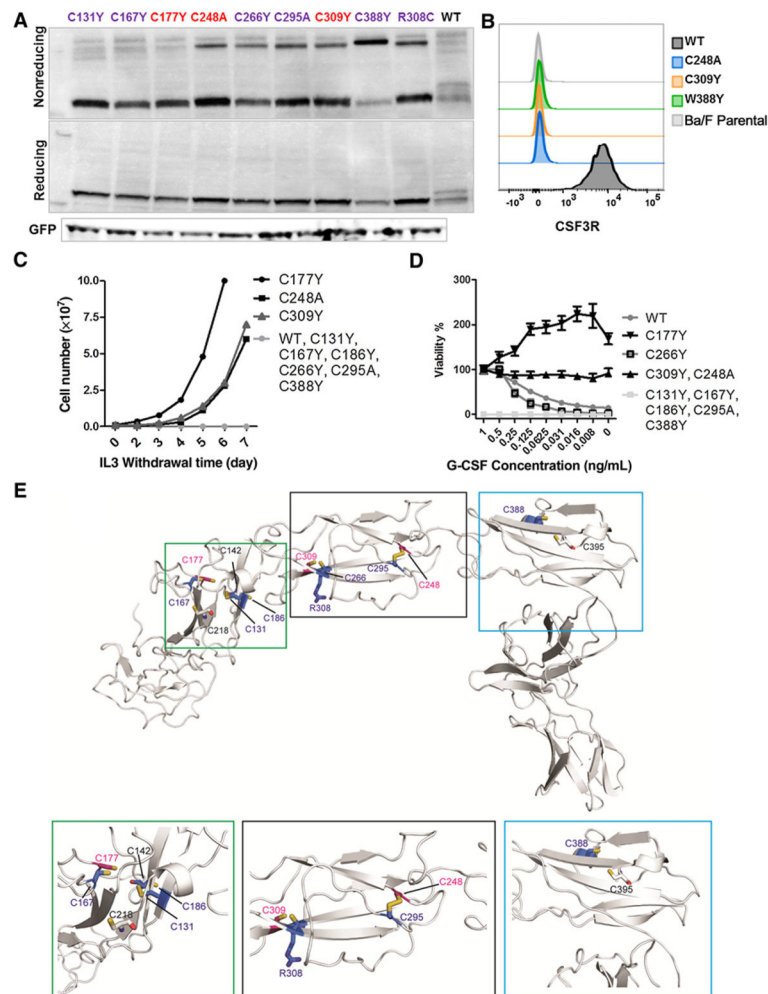 A
C131Y C167Y C177Y C248A C266Y C295A C309Y C388Y R308C WT
Nonreducing
Reducing
GFP
B
WT
C248A
C309Y
W388Y
Ba/F Parental
-10³ 0 10³ 10⁴ 10⁵
CSF3R
C
Cell number (×10⁷)
10.0
7.5
5.0
2.5
0.0
0 1 2 3 4 5 6 7
IL3 Withdrawal time (day)
C177Y
C248A
C309Y
WT, C131Y,
C167Y, C186Y,
C266Y, C295A,
C388Y
D
Viability %
300
200
100
0
1 0.5 0.25 0.125 0.0625 0.031 0.016 0.008 0
G-CSF Concentration (ng/mL)
WT
C177Y
C266Y
C309Y, C248A
C131Y, C167Y,
C186Y, C295A,
C388Y
E
C177
C142
C167
C218
C131
C186
C309
C266
R308
C295
C248
C388
C395
C177
C142
C167
C218
C186
C131
C309
R308
C248
C295
C388
C395